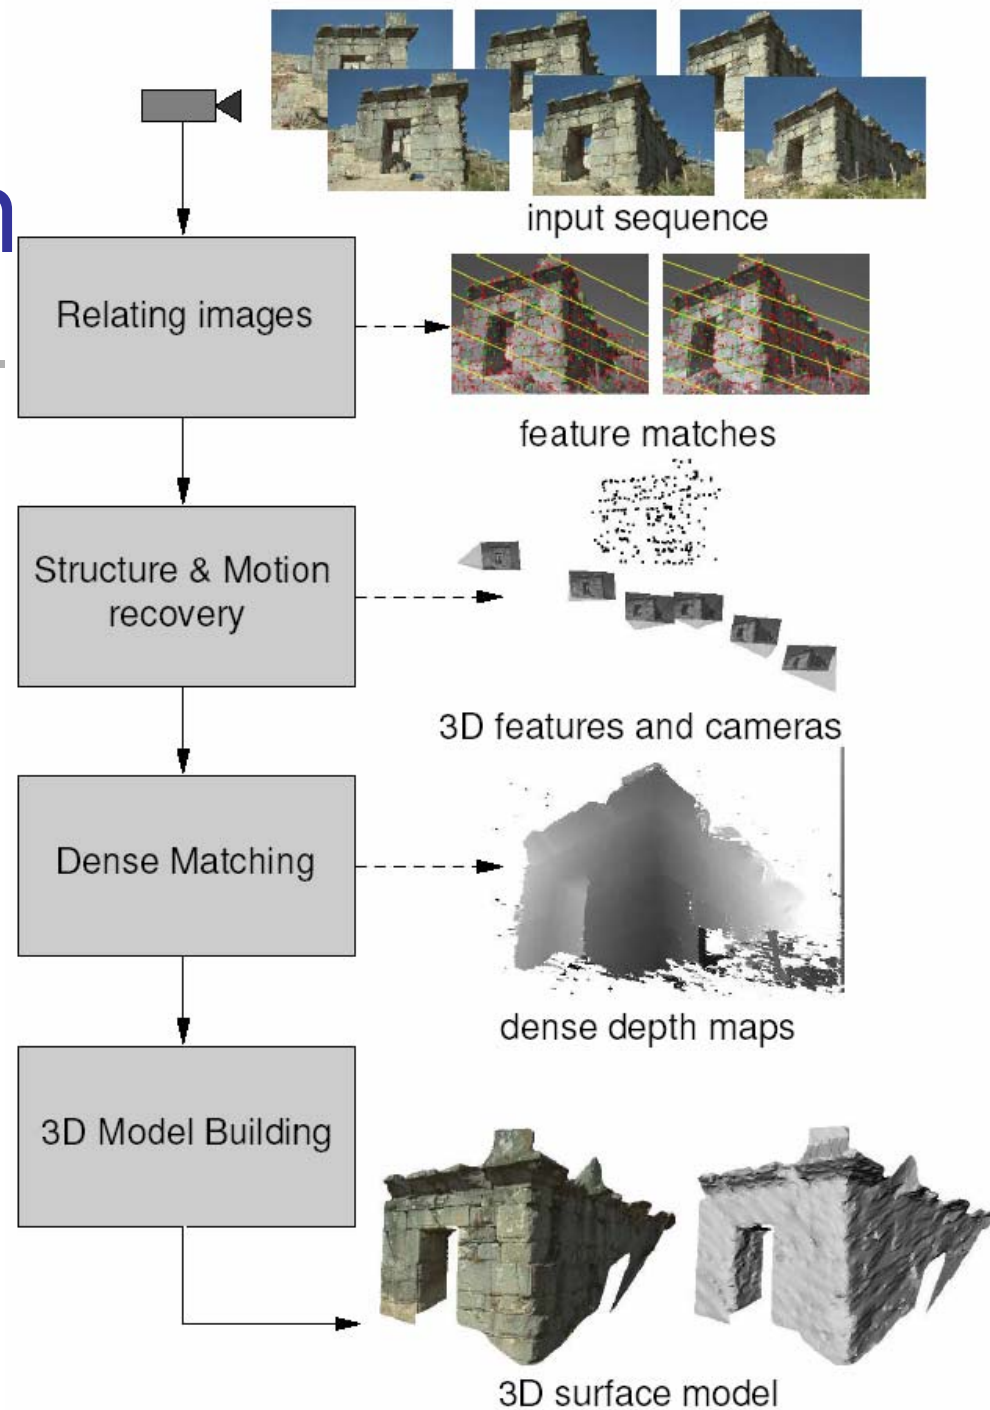 input sequence
n
Relating images
feature matches
Structure & Motion
recovery
3D features and cameras
Dense Matching
dense depth maps
3D Model Building
3D surface model